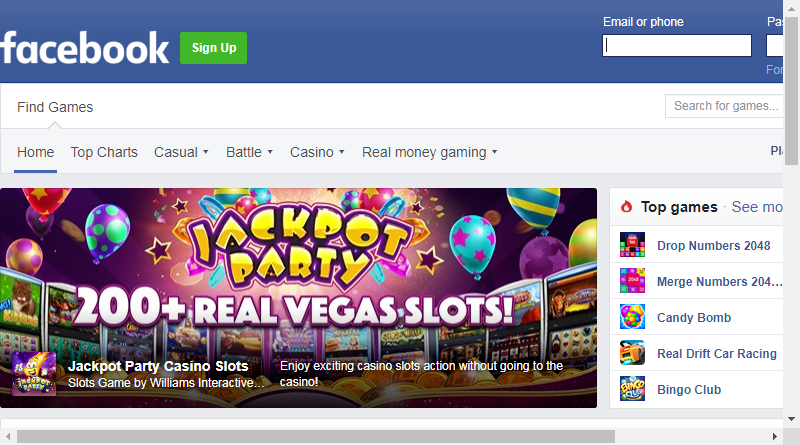 facebook
Sign Up
Email or phone
Pas
For
Find Games
Search for games...
Home
Top Charts
Casual
Battle
Casino
Real money gaming
Pl
JACKPOT
PARTY
200+ REAL VEGAS SLOTS!
JACKPOT
PARTY
Jackpot Party Casino Slots
Slots Game by Williams Interactive...
Enjoy exciting casino slots action without going to the
casino!
Top games · See mo
Drop Numbers 2048
Merge Numbers 204...
Candy Bomb
Real Drift Car Racing
Bingo Club